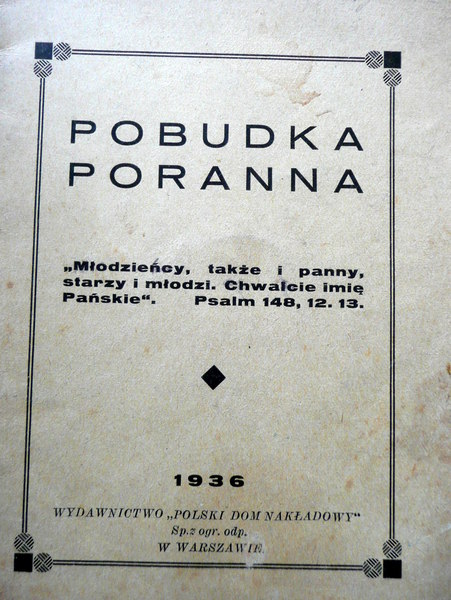 POBUDKA
PORANNA
„Młodzieńcy, także i panny,
starzy i młodzi. Chwalcie imię
Pańskie“. Psalm 148, 12. 13.
1936
WYDAWNICTWO „POLSKI DOM NAKŁADOWY“
Sp. z ogr. odp.
W WARSZAWIE